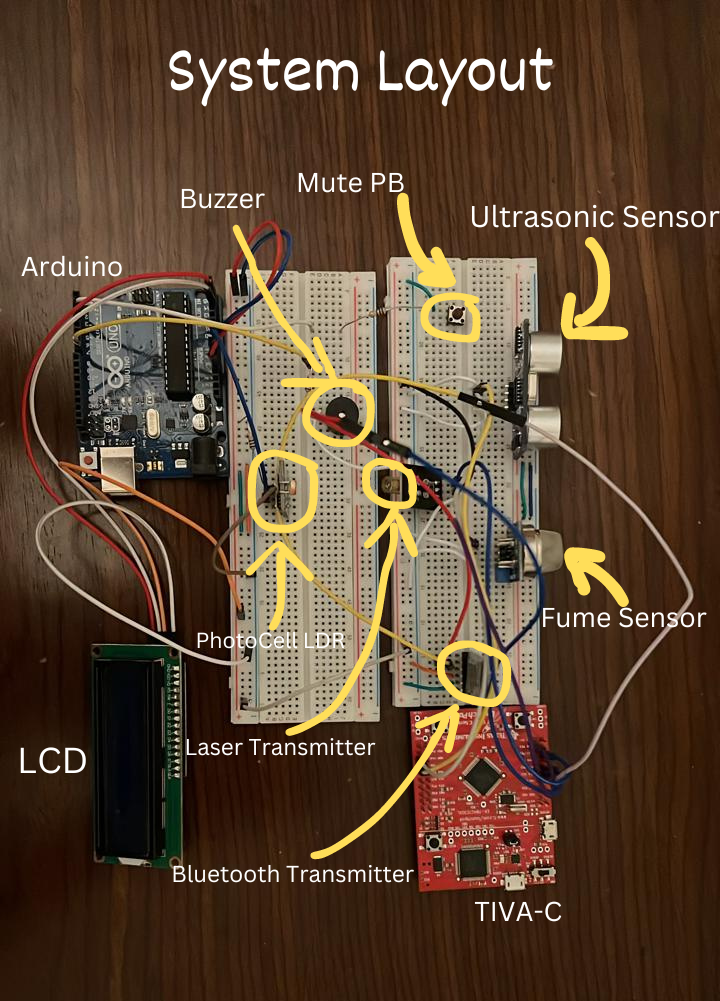 System Layout
Mute PB
Buzzer
Ultrasonic Sensor
Arduino
UNO
ARDUINO
Fume Sensor
PhotoCell LDR
Laser Transmitter
LCD
Bluetooth Transmitter
TIVA-C